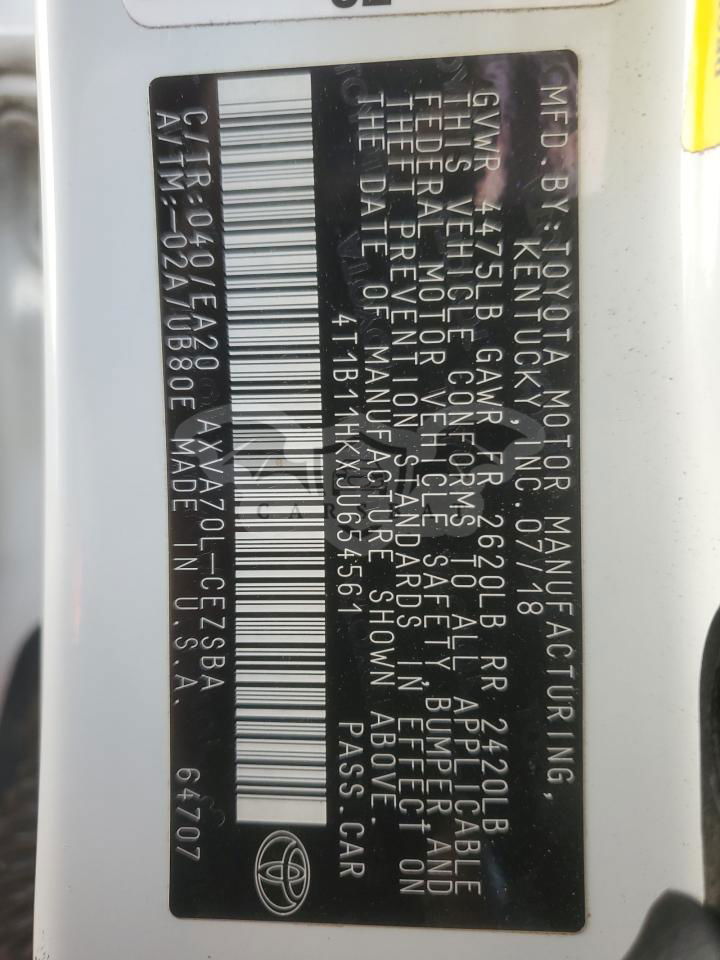 MFD.BY:TOYOTA MOTOR MANUFACTURING,
KENTUCKY, INC. 07/18
GVWR 4475LB GAWR FR 2620LB RR 2420LB
THIS VEHICLE CONFORMS TO ALL APPLICABLE
FEDERAL MOTOR VEHICLE SAFETY, BUMPER AND
THEFT PREVENTION STANDARDS IN EFFECT ON
THE DATE OF MANUFACTURE SHOWN ABOVE.
4T1B11HKXJU654561 PASS.CAR
C/TR:040/EA20 AXVA70L-CEZSBA
A/TM:-02A/UB80E MADE IN U.S.A. 64707